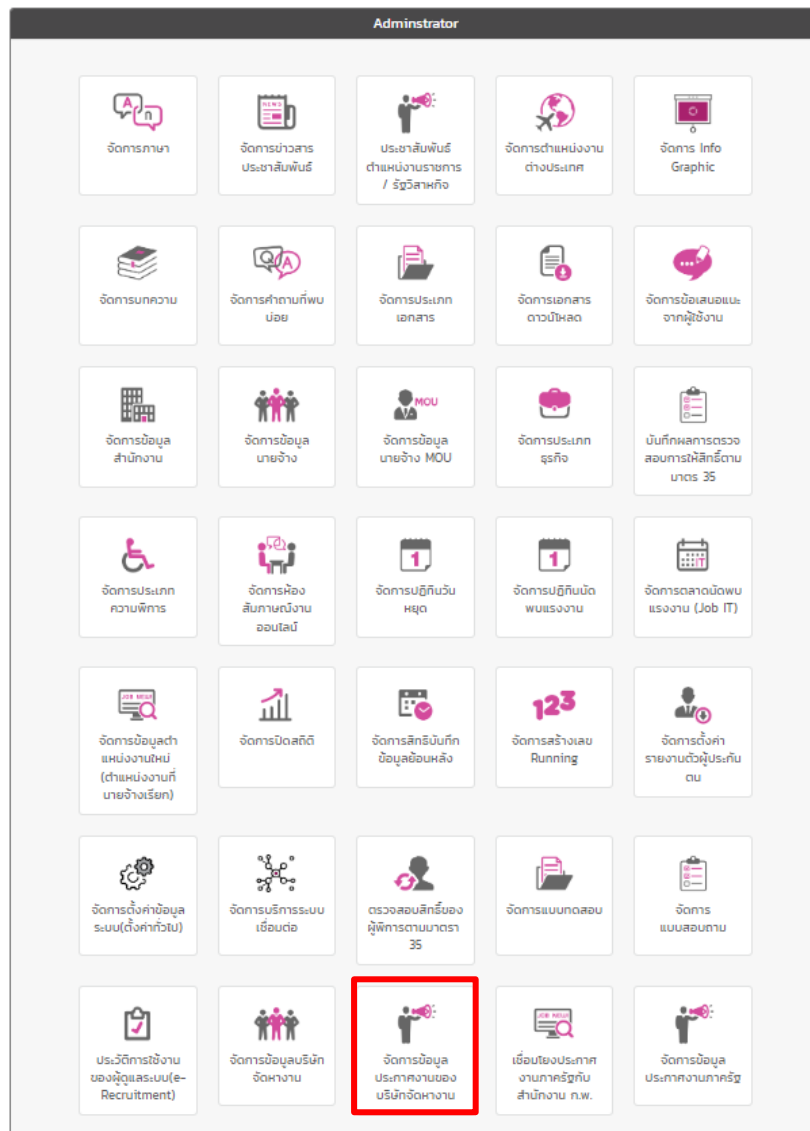 Adminstrator
จัดการภาษา
จัดการข่าวสาร
ประชาสัมพันธ์
ประชาสัมพันธ์
ตำแหน่งานราชการ
/ รัฐวิสาหกิจ
จัดการตำแหน่งงาน
ต่างประเทศ
จัดการ Info
Graphic
จัดการบทความ
จัดการคำถามที่พบ
บ่อย
จัดการประเภท
เอกสาร
จัดการเอกสาร
ดาวน์โหลด
จัดการข้อเสนอแนะ
จากผู้ใช้งาน
จัดการข้อมูล
สำนักงาน
จัดการข้อมูล
นายจ้าง
MOU
จัดการข้อมูล
นายจ้าง MOU
จัดการประเภท
ธุรกิจ
บันทึกผลการตรวจ
สอบการให้สิทธิ์ตาม
มาตร 35
จัดการประเภท
ความพิการ
จัดการห้อง
สัมภาษณ์งาน
ออนไลน์
1
จัดการปฏิทินวัน
หยุด
1
จัดการปฏิทินนัด
พบแรงงาน
IT
จัดการตลาดนัดพบ
แรงงาน (Job IT)
จัดการข้อมูลตำ
แหน่งงานใหม่
(ตำแหน่งงานที่
นายจ้างเรียก)
จัดการปิดสถิติ
จัดการสิทธิบันทึก
ข้อมูลย้อนหลัง
123
จัดการสร้างเลข
Running
จัดการตั้งค่า
รายงานตัวผู้ประกัน
ตน
จัดการตั้งค่าข้อมูล
ระบบ(ตั้งค่าทั่วไป)
จัดการบริการระบบ
เชื่อมต่อ
ตรวจสอบสิทธิ์ของ
ผู้พิการตามมาตรา
35
จัดการแบบทดสอบ
จัดการ
แบบสอบถาม
ประวัติการใช้งาน
ของผู้ดูแลระบบ(e-
Recruitment)
จัดการข้อมูลบริษัท
จัดหางาน
จัดการข้อมูล
ประกาศงานของ
บริษัทจัดหางาน
เชื่อมโยงประกาศ
งานภาครัฐกับ
สำนักงาน ก.พ.
จัดการข้อมูล
ประกาศงานภาครัฐ